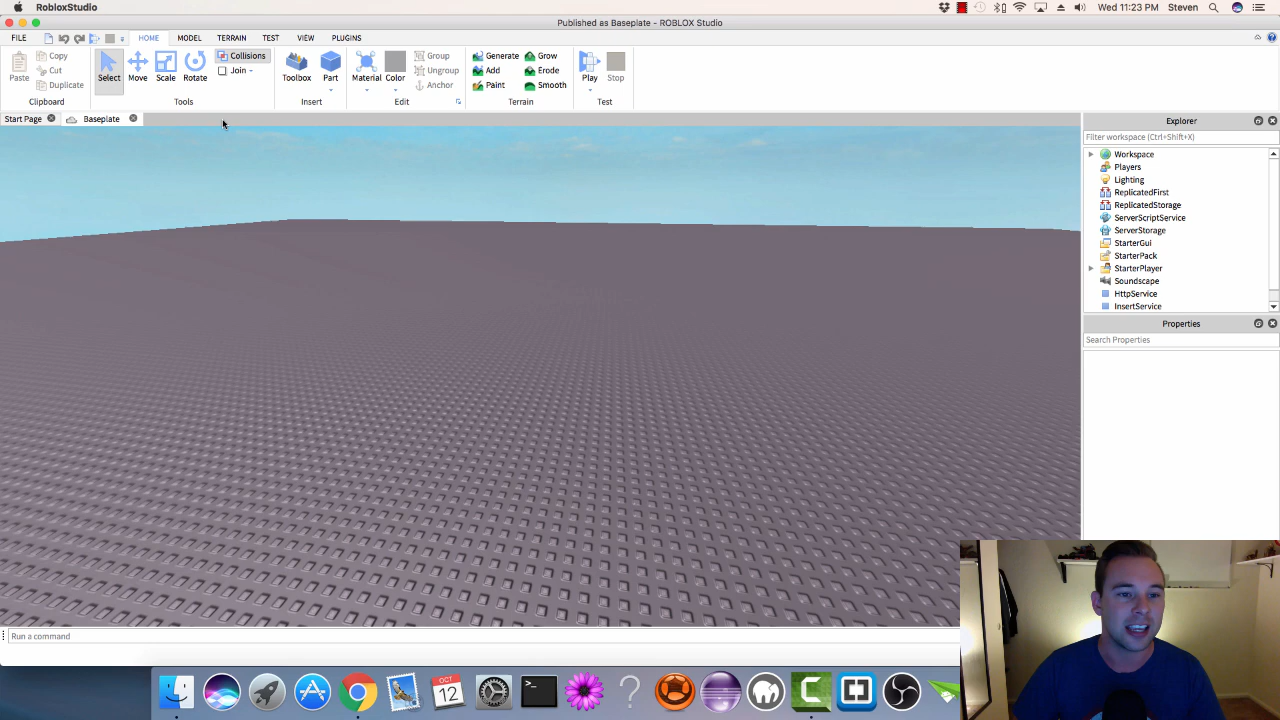 RobloxStudio Wed 11:23 PM Steven
Published as Baseplate - ROBLOX Studio
FILE HOME MODEL TERRAIN TEST VIEW PLUGINS
Paste Copy Cut Duplicate
Clipboard
Select Move Scale Rotate Collisions Join
Tools
Toolbox Part
Insert
Material Color Group Ungroup Anchor
Edit
Generate Grow
Add Erode
Paint Smooth
Terrain
Play Stop
Test
Start Page Baseplate
Explorer
Filter workspace (Ctrl+Shift+X)
Workspace
Players
Lighting
ReplicatedFirst
ReplicatedStorage
ServerScriptService
ServerStorage
StarterGui
StarterPack
StarterPlayer
Soundscape
HttpService
InsertService
Properties
Search Properties
Run a command
OCT
12